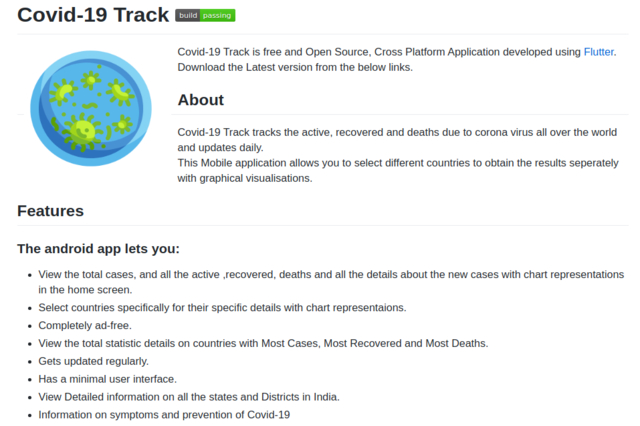 Covid-19 Track build passing
Covid-19 Track is free and Open Source, Cross Platform Application developed using Flutter.
Download the Latest version from the below links.
About
Covid-19 Track tracks the active, recovered and deaths due to corona virus all over the world
and updates daily.
This Mobile application allows you to select different countries to obtain the results seperately
with graphical visualisations.
Features
The android app lets you:
• View the total cases, and all the active ,recovered, deaths and all the details about the new cases with chart representations
in the home screen.
• Select countries specifically for their specific details with chart representaions.
• Completely ad-free.
• View the total statistic details on countries with Most Cases, Most Recovered and Most Deaths.
• Gets updated regularly.
• Has a minimal user interface.
• View Detailed information on all the states and Districts in India.
• Information on symptoms and prevention of Covid-19